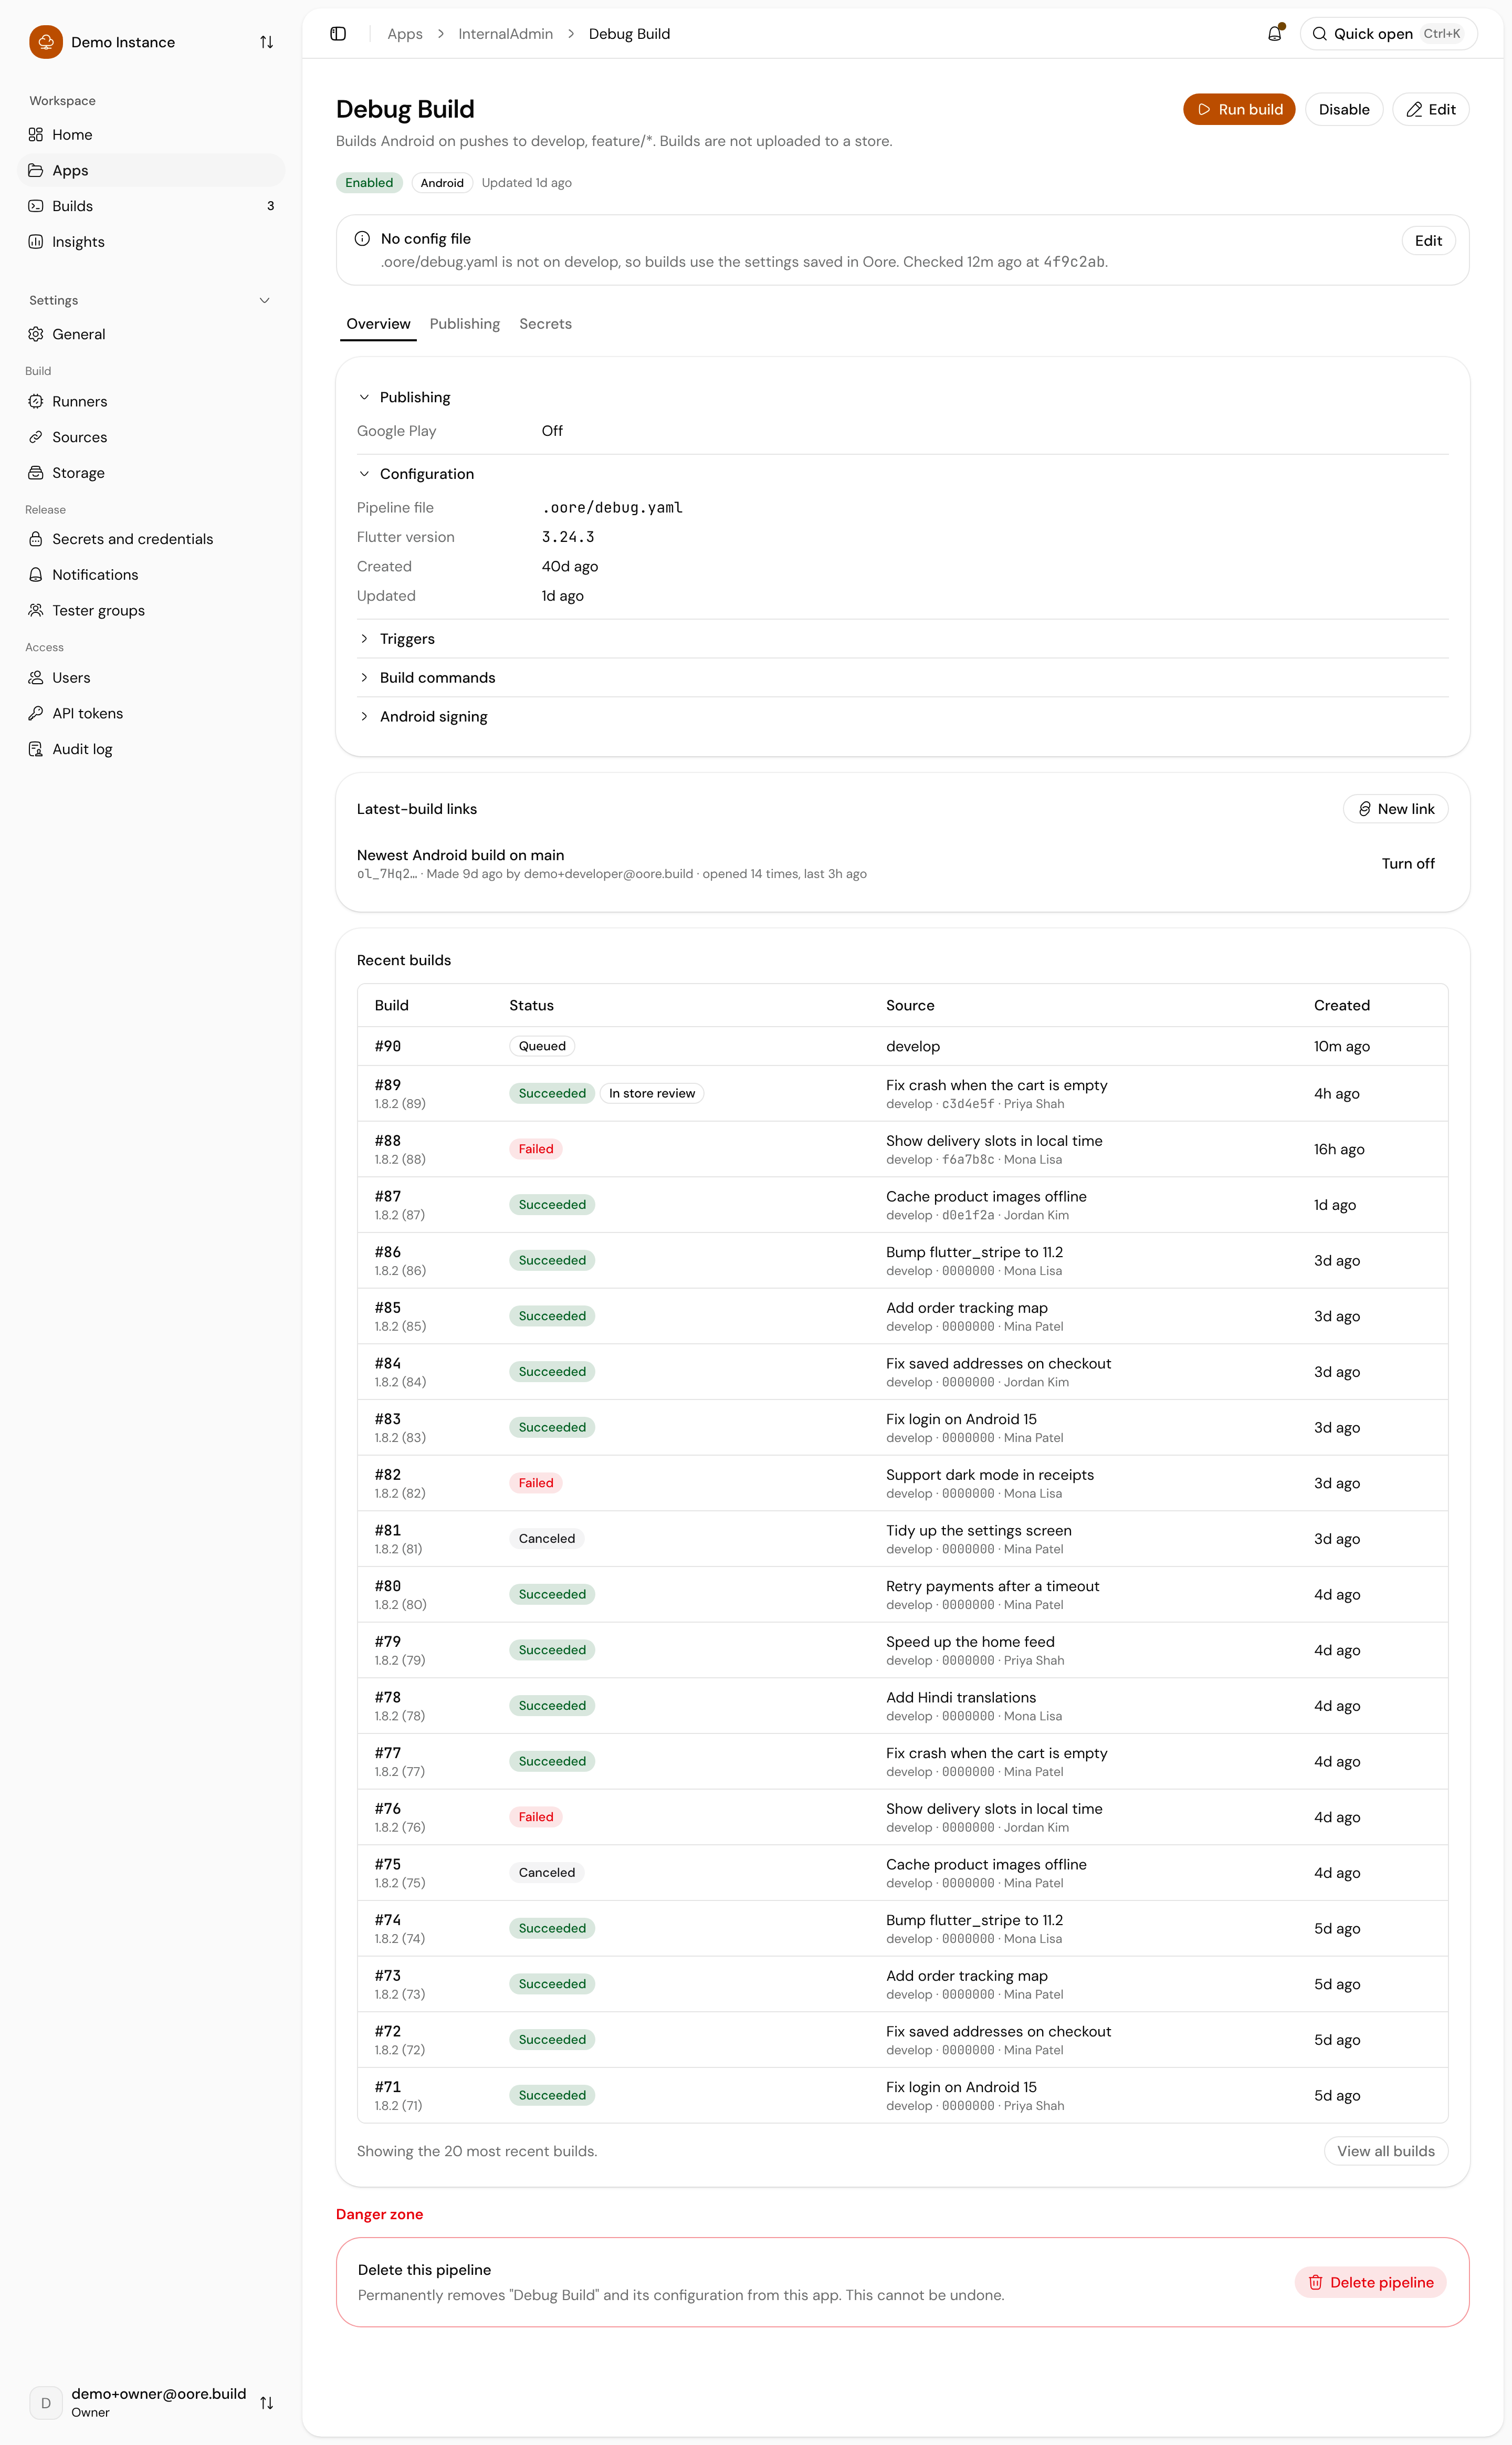 Demo Instance
Workspace
Home
Apps
Builds 3
Insights
Settings
General
Build
Runners
Sources
Storage
Release
Secrets and credentials
Notifications
Tester groups
Access
Users
API tokens
Audit log
D
demo+owner@oore.build
Owner
Apps > InternalAdmin > Debug Build
Quick open Ctrl+K
Debug Build
Run build
Disable
Edit
Builds Android on pushes to develop, feature/*. Builds are not uploaded to a store.
Enabled Android Updated 1d ago
No config file
.oore/debug.yaml is not on develop, so builds use the settings saved in Oore. Checked 12m ago at 4f9c2ab.
Edit
Overview Publishing Secrets
Publishing
Google Play Off
Configuration
Pipeline file .oore/debug.yaml
Flutter version 3.24.3
Created 40d ago
Updated 1d ago
Triggers
Build commands
Android signing
Latest-build links
New link
Newest Android build on main
ol_7Hq2… · Made 9d ago by demo+developer@oore.build · opened 14 times, last 3h ago
Turn off
Recent builds
Build Status Source Created
#90 Queued develop 10m ago
#89 Succeeded In store review Fix crash when the cart is empty 4h ago
1.8.2 (89) develop · c3d4e5f · Priya Shah
#88 Failed Show delivery slots in local time 16h ago
1.8.2 (88) develop · f6a7b8c · Mona Lisa
#87 Succeeded Cache product images offline 1d ago
1.8.2 (87) develop · d0e1f2a · Jordan Kim
#86 Succeeded Bump flutter_stripe to 11.2 3d ago
1.8.2 (86) develop · 0000000 · Mona Lisa
#85 Succeeded Add order tracking map 3d ago
1.8.2 (85) develop · 0000000 · Mina Patel
#84 Succeeded Fix saved addresses on checkout 3d ago
1.8.2 (84) develop · 0000000 · Jordan Kim
#83 Succeeded Fix login on Android 15 3d ago
1.8.2 (83) develop · 0000000 · Mina Patel
#82 Failed Support dark mode in receipts 3d ago
1.8.2 (82) develop · 0000000 · Mona Lisa
#81 Canceled Tidy up the settings screen 3d ago
1.8.2 (81) develop · 0000000 · Mina Patel
#80 Succeeded Retry payments after a timeout 4d ago
1.8.2 (80) develop · 0000000 · Mina Patel
#79 Succeeded Speed up the home feed 4d ago
1.8.2 (79) develop · 0000000 · Priya Shah
#78 Succeeded Add Hindi translations 4d ago
1.8.2 (78) develop · 0000000 · Mona Lisa
#77 Succeeded Fix crash when the cart is empty 4d ago
1.8.2 (77) develop · 0000000 · Mina Patel
#76 Failed Show delivery slots in local time 4d ago
1.8.2 (76) develop · 0000000 · Jordan Kim
#75 Canceled Cache product images offline 4d ago
1.8.2 (75) develop · 0000000 · Mina Patel
#74 Succeeded Bump flutter_stripe to 11.2 5d ago
1.8.2 (74) develop · 0000000 · Mona Lisa
#73 Succeeded Add order tracking map 5d ago
1.8.2 (73) develop · 0000000 · Mina Patel
#72 Succeeded Fix saved addresses on checkout 5d ago
1.8.2 (72) develop · 0000000 · Mina Patel
#71 Succeeded Fix login on Android 15 5d ago
1.8.2 (71) develop · 0000000 · Priya Shah
Showing the 20 most recent builds.
View all builds
Danger zone
Delete this pipeline
Permanently removes "Debug Build" and its configuration from this app. This cannot be undone.
Delete pipeline